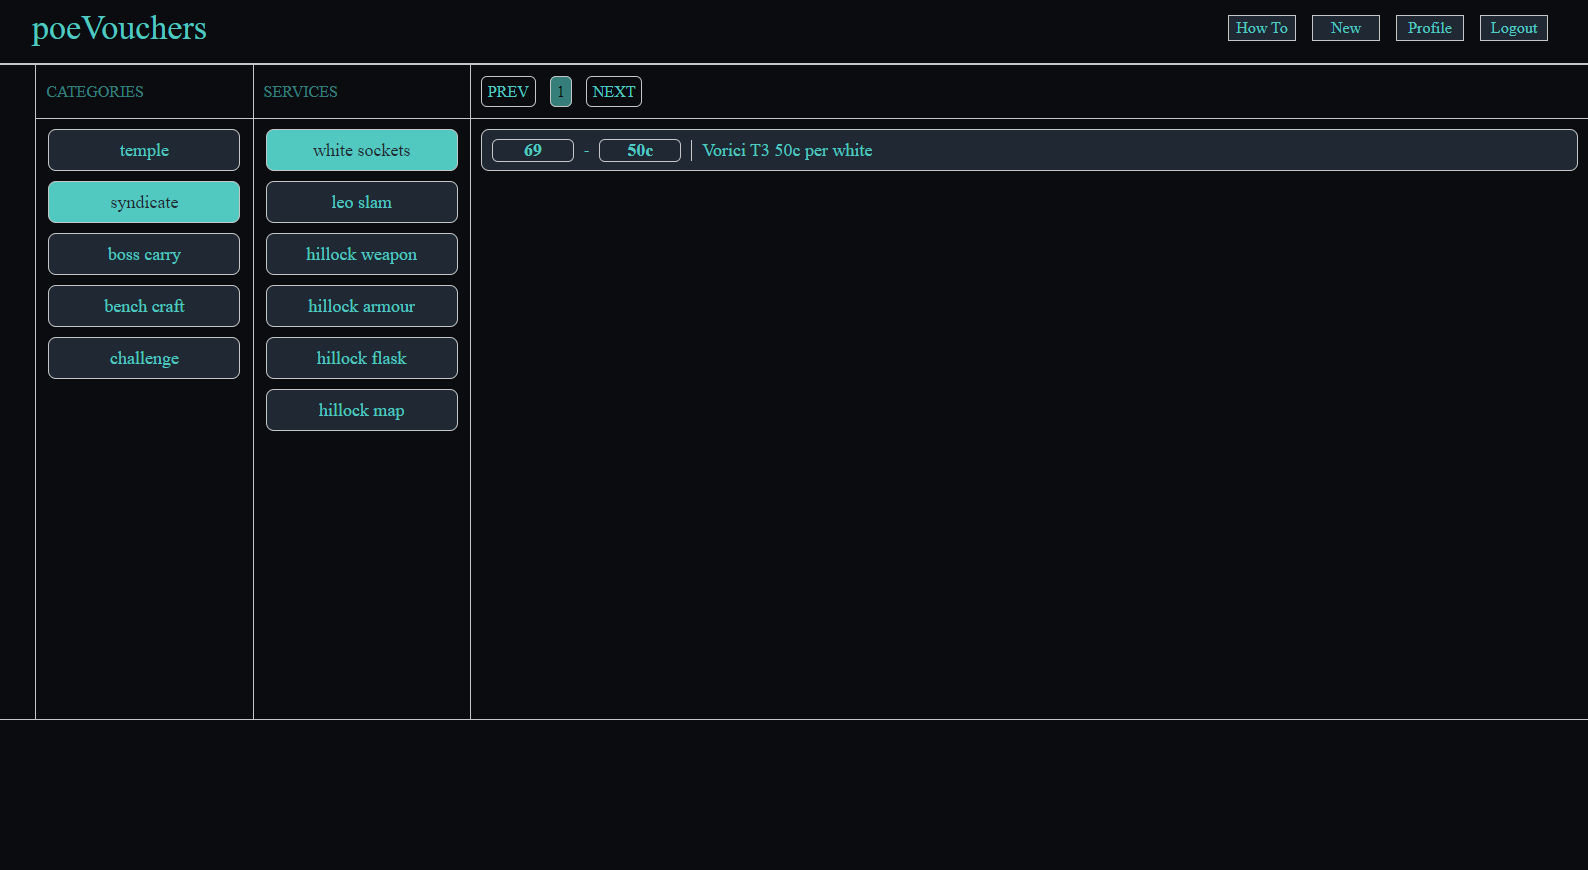 poeVouchers
How To New Profile Logout
CATEGORIES
temple
syndicate
boss carry
bench craft
challenge
SERVICES
white sockets
leo slam
hillock weapon
hillock armour
hillock flask
hillock map
PREV 1 NEXT
69 - 50c | Vorici T3 50c per white